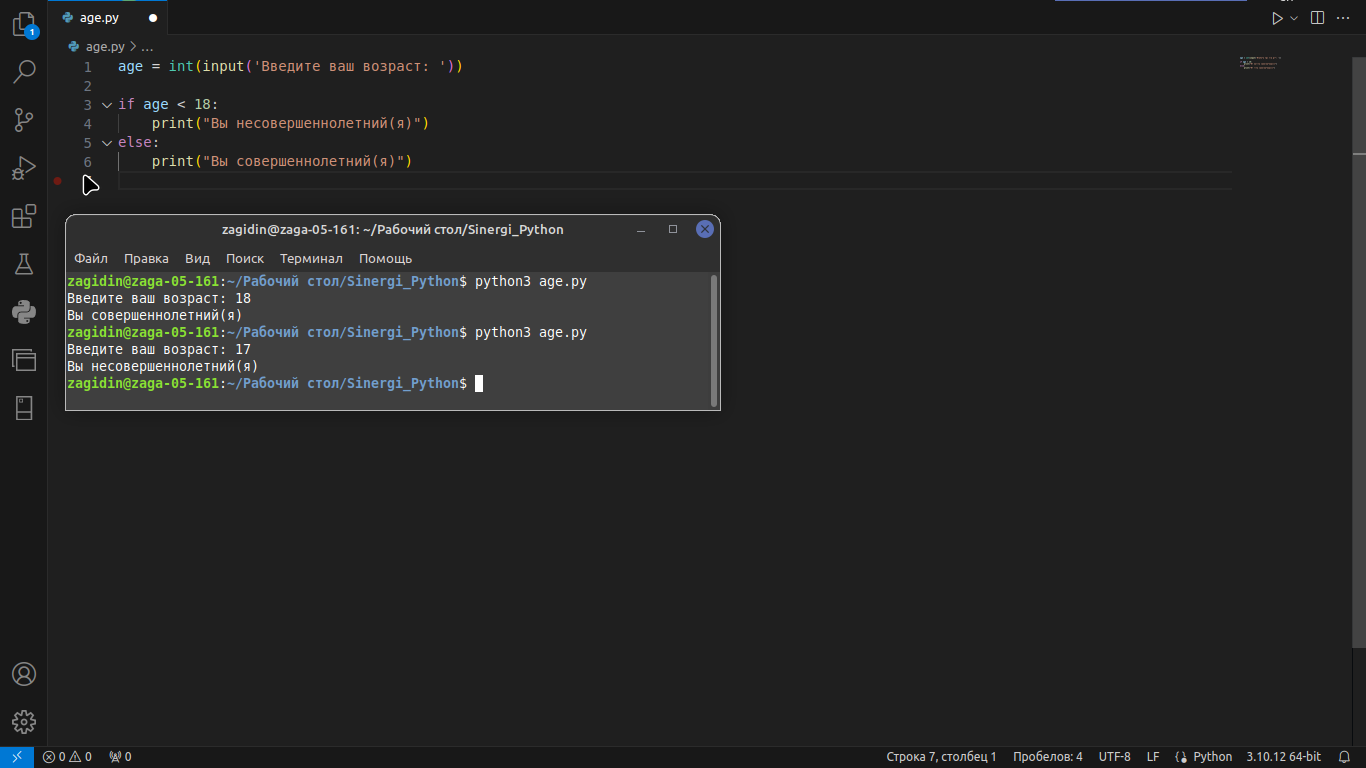 age.py
1
age.py > ...
1 age = int(input('Введите ваш возраст: '))
2
3 if age < 18:
4 print("Вы несовершеннолетний(я)")
5 else:
6 print("Вы совершеннолетний(я)")
zagidin@zaga-05-161: ~/Рабочий стол/Sinergi_Python
Файл Правка Вид Поиск Терминал Помощь
zagidin@zaga-05-161:~/Рабочий стол/Sinergi_Python$ python3 age.py
Введите ваш возраст: 18
Вы совершеннолетний(я)
zagidin@zaga-05-161:~/Рабочий стол/Sinergi_Python$ python3 age.py
Введите ваш возраст: 17
Вы несовершеннолетний(я)
zagidin@zaga-05-161:~/Рабочий стол/Sinergi_Python$
0 0 0 Строка 7, столбец 1 Пробелов: 4 UTF-8 LF Python 3.10.12 64-bit